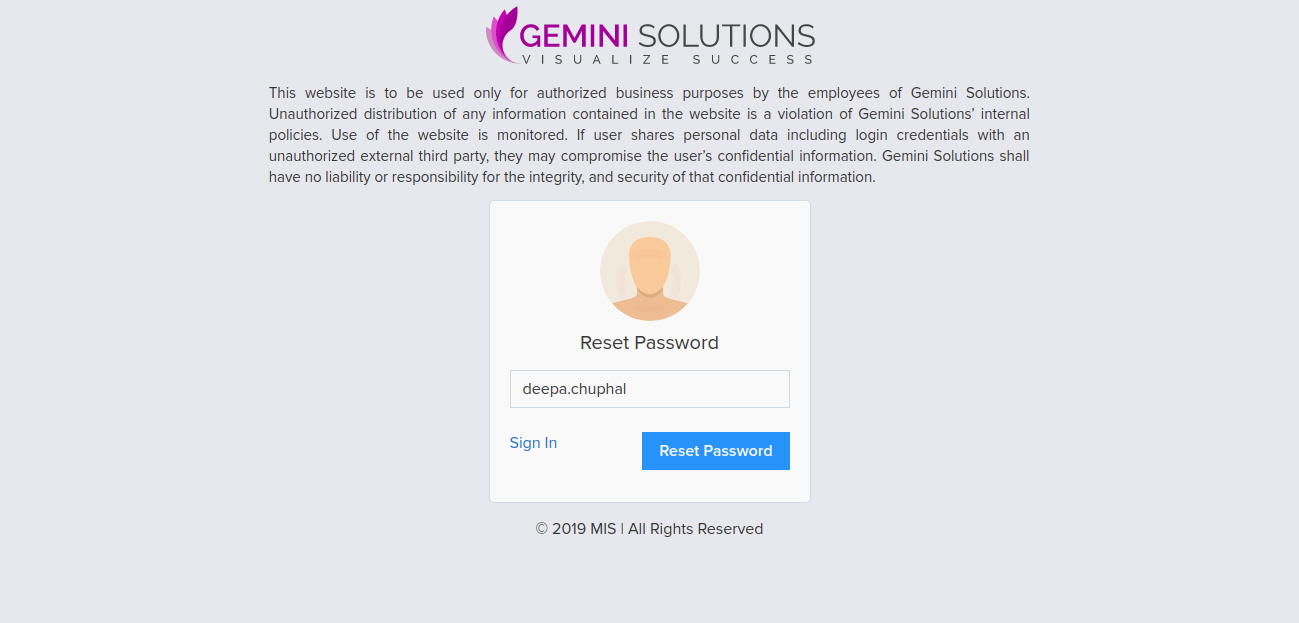 GEMINI SOLUTIONS
VISUALIZE SUCCESS
This website is to be used only for authorized business purposes by the employees of Gemini Solutions.
Unauthorized distribution of any information contained in the website is a violation of Gemini Solutions’ internal
policies. Use of the website is monitored. If user shares personal data including login credentials with an
unauthorized external third party, they may compromise the user’s confidential information. Gemini Solutions shall
have no liability or responsibility for the integrity, and security of that confidential information.
Reset Password
deepa.chuphal
Sign In
Reset Password
© 2019 MIS | All Rights Reserved